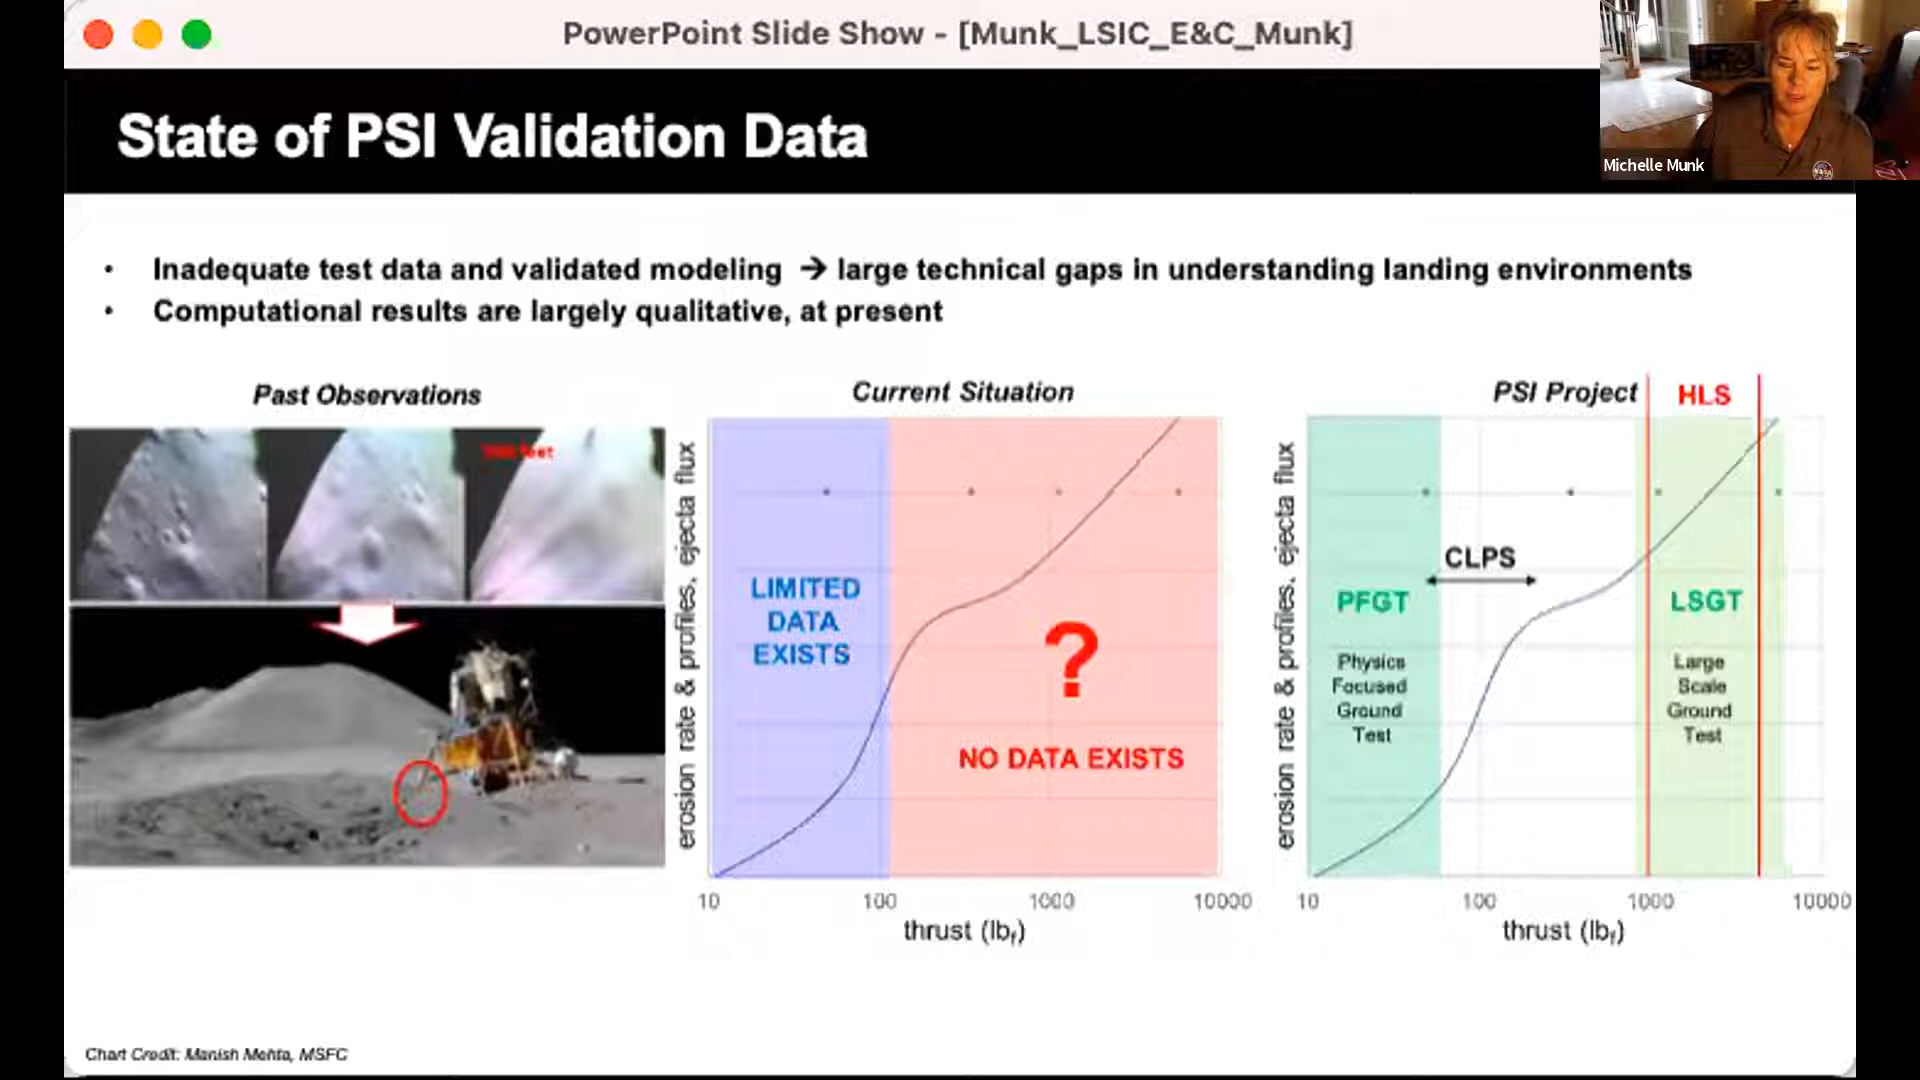 PowerPoint Slide Show - [Munk_LSIC_E&C_Munk]
Michelle Munk
State of PSI Validation Data
• Inadequate test data and validated modeling → large technical gaps in understanding landing environments
• Computational results are largely qualitative, at present
Past Observations
Current Situation
erosion rate & profiles, ejecta flux
LIMITED
DATA
EXISTS
?
NO DATA EXISTS
10 100 1000 10000
thrust (lbf)
PSI Project
HLS
erosion rate & profiles, ejecta flux
CLPS
PFGT
Physics
Focused
Ground
Test
LSGT
Large
Scale
Ground
Test
10 100 1000 10000
thrust (lbf)
Chart Credit: Manish Mehta, MSFC